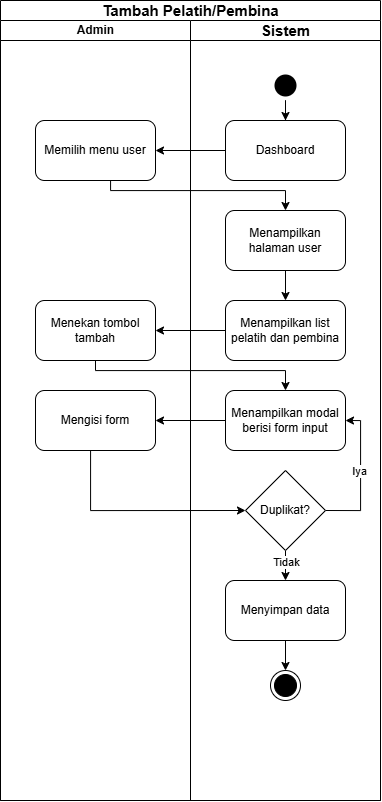 Tambah Pelatih/Pembina
Admin
Sistem
Memilih menu user
Dashboard
Menampilkan
halaman user
Menekan tombol
tambah
Menampilkan list
pelatih dan pembina
Mengisi form
Menampilkan modal
berisi form input
Iya
Duplikat?
Tidak
Menyimpan data